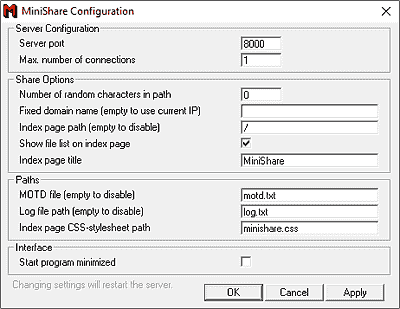 MiniShare Configuration
Server Configuration
Server port 8000
Max. number of connections 1
Share Options
Number of random characters in path 0
Fixed domain name (empty to use current IP)
Index page path (empty to disable) /
Show file list on index page
Index page title MiniShare
Paths
MOTD file (empty to disable) motd.txt
Log file path (empty to disable) log.txt
Index page CSS-stylesheet path minishare.css
Interface
Start program minimized
Changing settings will restart the server. OK Cancel Apply